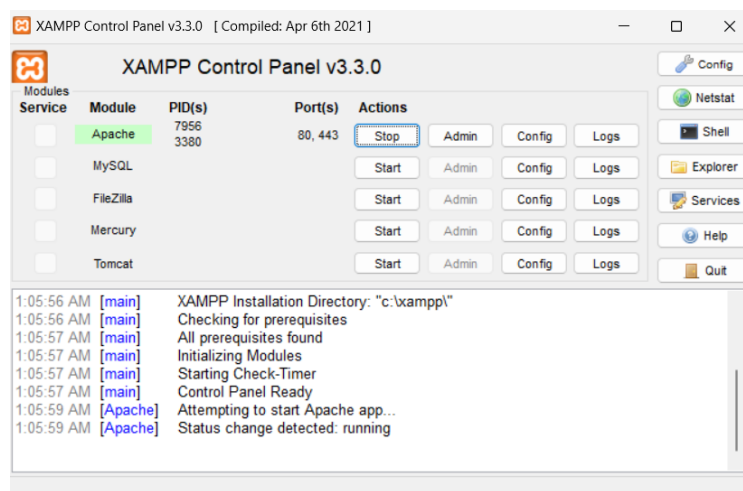 XAMPP Control Panel v3.3.0 [ Compiled: Apr 6th 2021 ]
XAMPP Control Panel v3.3.0
Config
Modules
Service Module PID(s) Port(s) Actions
Netstat
Apache 7956 3380 80, 443 Stop Admin Config Logs
Shell
MySQL Start Admin Config Logs
Explorer
FileZilla Start Admin Config Logs
Services
Mercury Start Admin Config Logs
Help
Tomcat Start Admin Config Logs
Quit
1:05:56 AM [main] XAMPP Installation Directory: "c:\xampp\"
1:05:56 AM [main] Checking for prerequisites
1:05:57 AM [main] All prerequisites found
1:05:57 AM [main] Initializing Modules
1:05:57 AM [main] Starting Check-Timer
1:05:57 AM [main] Control Panel Ready
1:05:59 AM [Apache] Attempting to start Apache app...
1:05:59 AM [Apache] Status change detected: running